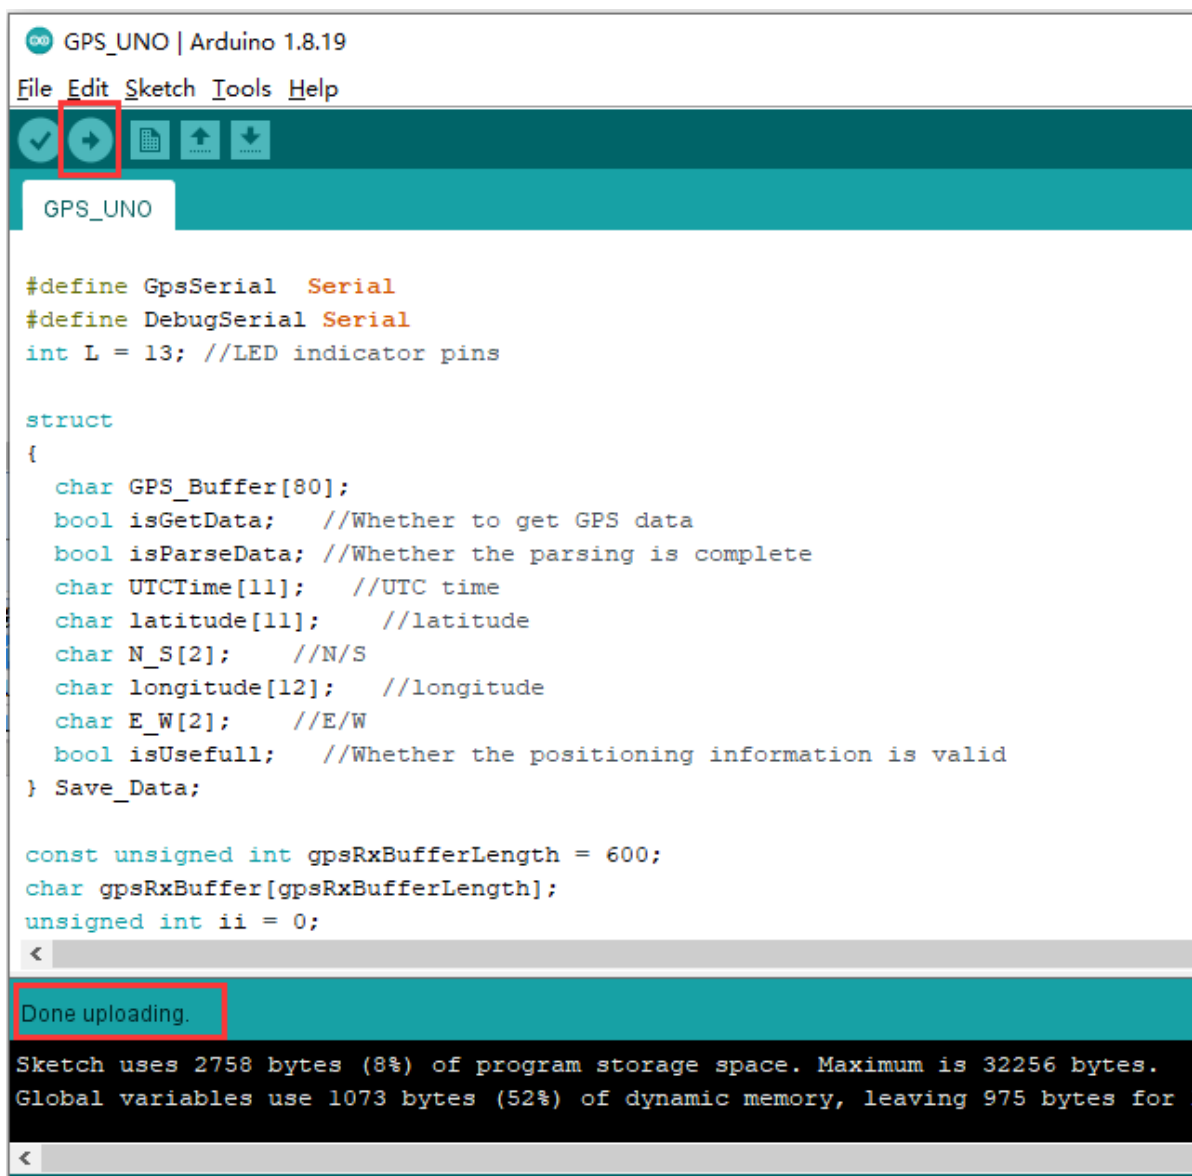 GPS_UNO | Arduino 1.8.19
File Edit Sketch Tools Help
GPS_UNO
#define GpsSerial  Serial
#define DebugSerial Serial
int L = 13; //LED indicator pins
struct
{
  char GPS_Buffer[80];
  bool isGetData;   //Whether to get GPS data
  bool isParseData; //Whether the parsing is complete
  char UTCTime[11];   //UTC time
  char latitude[11];    //latitude
  char N_S[2];    //N/S
  char longitude[12];   //longitude
  char E_W[2];    //E/W
  bool isUsefull;   //Whether the positioning information is valid
} Save_Data;
const unsigned int gpsRxBufferLength = 600;
char gpsRxBuffer[gpsRxBufferLength];
unsigned int ii = 0;
Done uploading.
Sketch uses 2758 bytes (8%) of program storage space. Maximum is 32256 bytes.
Global variables use 1073 bytes (52%) of dynamic memory, leaving 975 bytes for